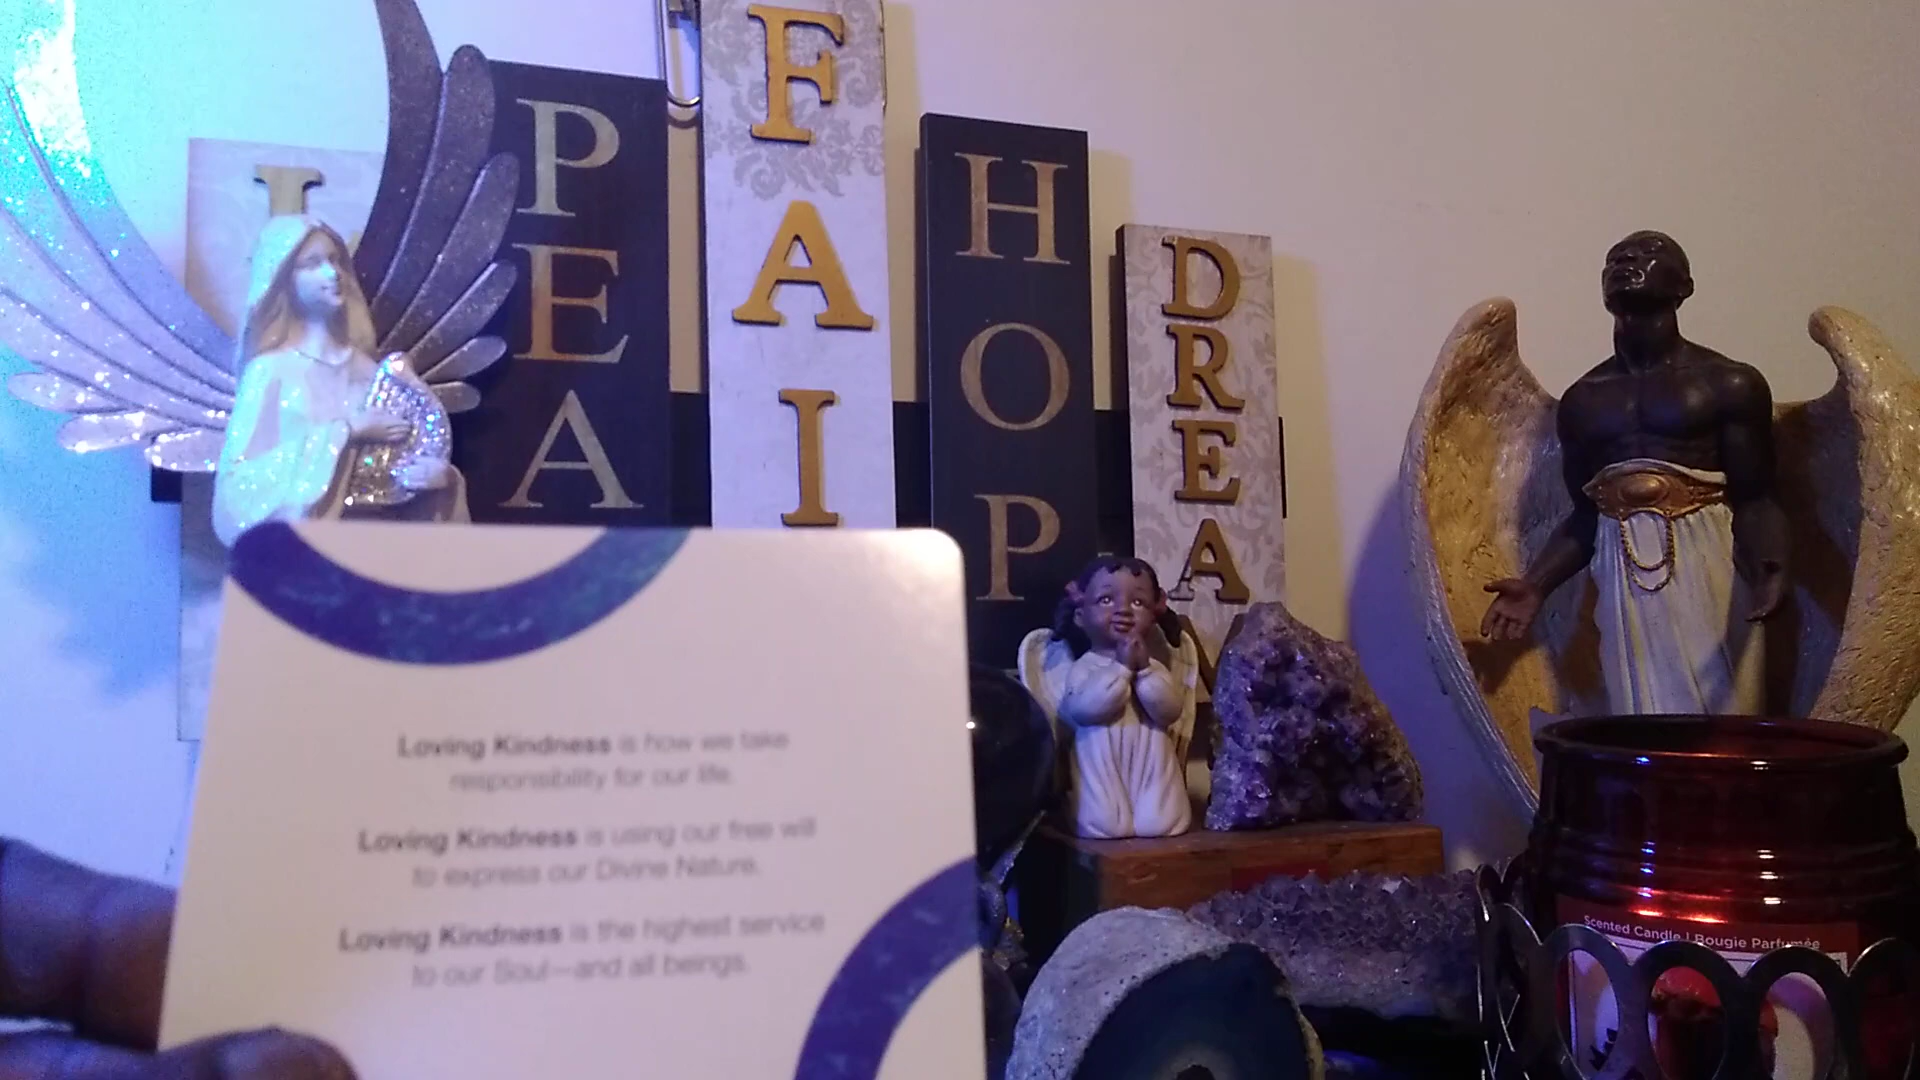 L
PEA
FAI
HOP
DREAM
Loving Kindness is how we take
responsibility for our life.
Loving Kindness is using our free will
to express our Divine Nature.
Loving Kindness is the highest service
to our Soul—and all beings.
Scented Candle | Bougie Parfumée